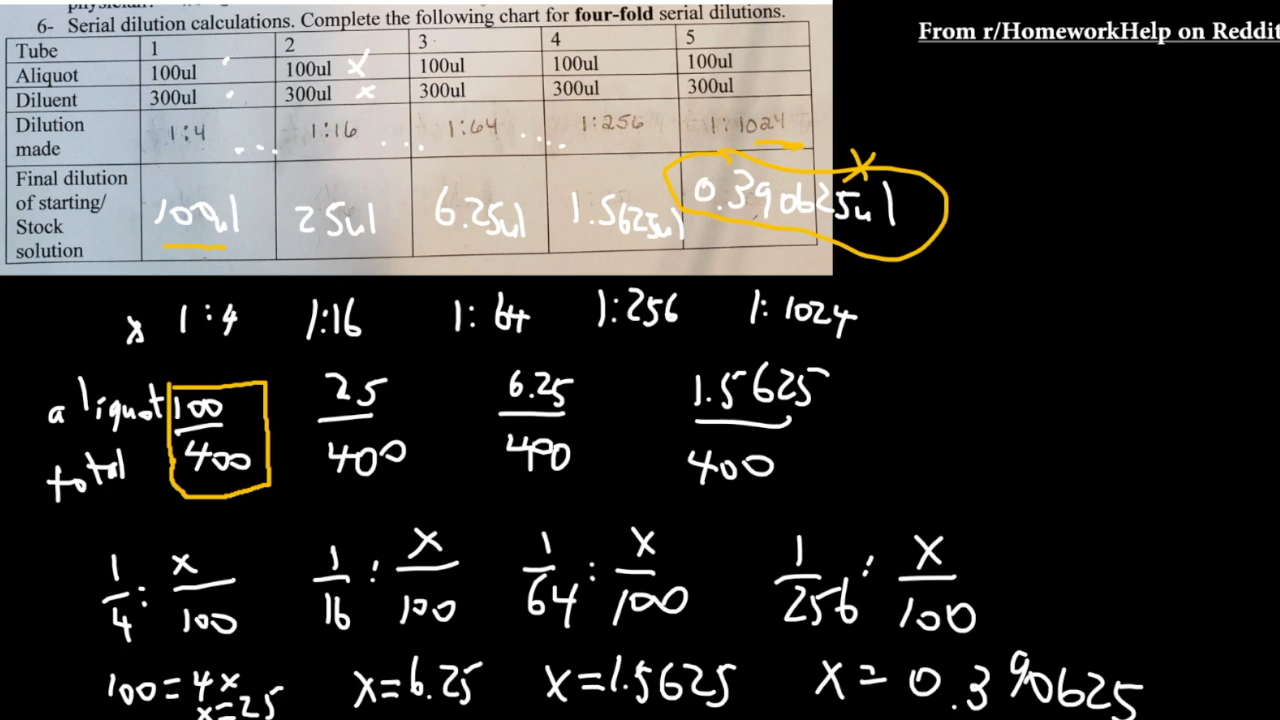 physician.
From r/HomeworkHelp on Reddit
6- Serial dilution calculations. Complete the following chart for four-fold serial dilutions.
Tube 1 2 3 4 5
Aliquot 100ul 100ul 100ul 100ul 100ul
Diluent 300ul 300ul 300ul 300ul 300ul
Dilution made 1:4 1:16 1:64 1:256 1:1024
Final dilution
of starting/
Stock
solution
100ul 25ul 6.25ul 1.5625ul 0.390625ul
x 1:4 1:16 1:64 1:256 1:1024
aliquot 100 25 6.25 1.5625
total 400 400 400 400
1 x 1 x 1 x 1 x
4 : 100 16 : 100 64 : 100 256 : 100
100=4x x=6.25 x=1.5625 x=0.390625
x=25